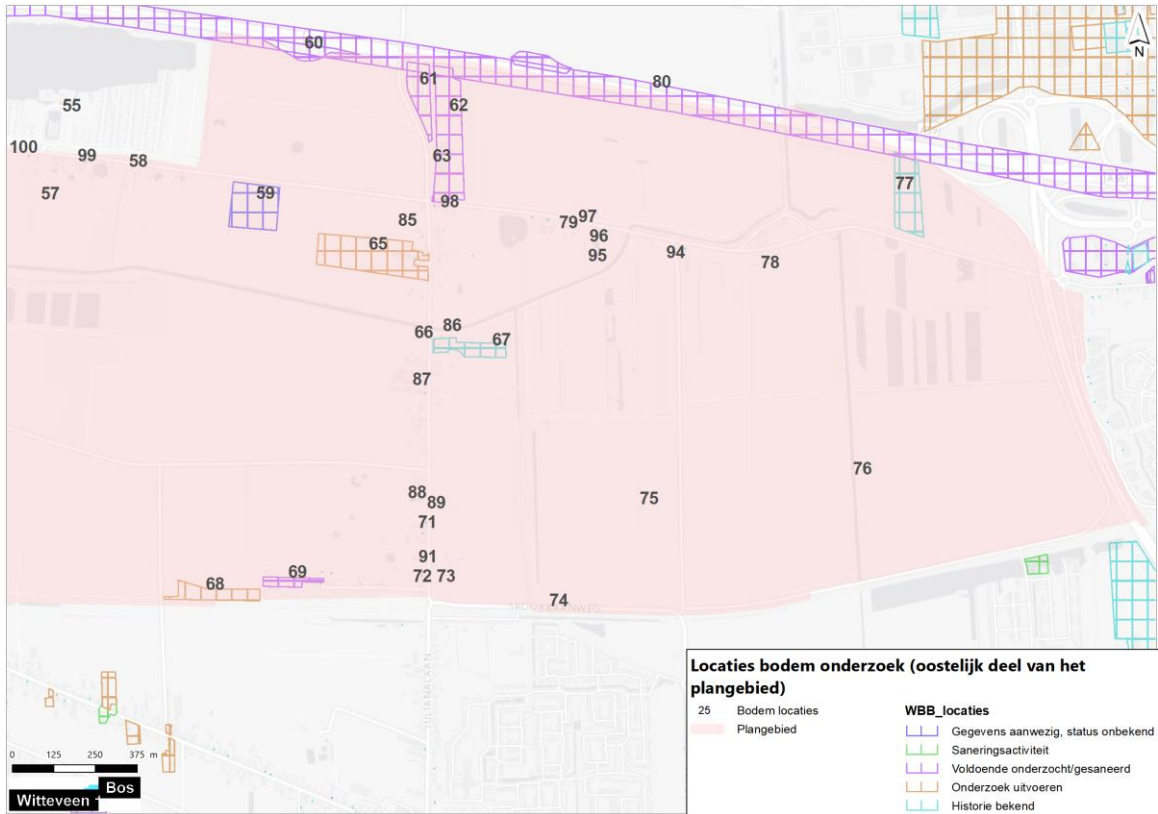 60
80
N
61
55
62
100
99
58
63
77
57
59
98
85
79
97
65
96
95
94
78
66
86
67
87
76
88
89
75
71
91
69
72
73
68
74
SPOORBAANWEG
JULIANALAAN
Locaties bodem onderzoek (oostelijk deel van het
plangebied)
25 Bodem locaties
Plangebied
WBB_locaties
Gegevens aanwezig, status onbekend
Saneringsactiviteit
Voldoende onderzocht/gesaneerd
Onderzoek uitvoeren
Historie bekend
0 125 250 375 m
Witteveen + Bos